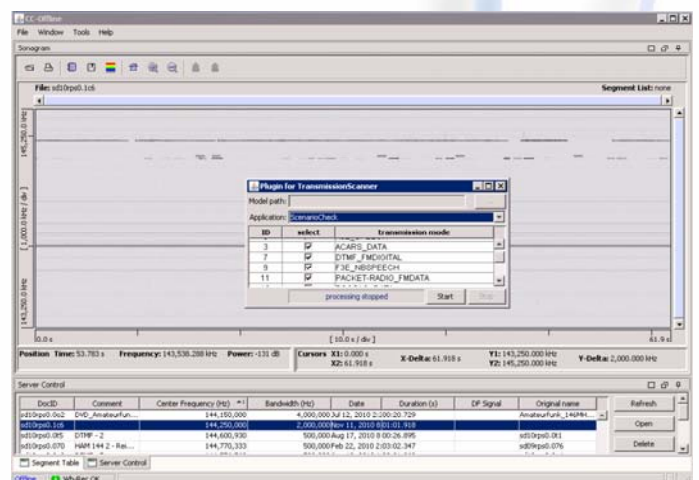 CC-Offline
File Window Tools Help
Sonogram
File: sd10rps0.1c6 Segment List: none
145,250.0 kHz
[ 1,000.0 kHz / div ]
143,250.0 kHz
Plugin for TransmissionScanner
Model path:
Application: ScenarioCheck
ID select transmission mode
3 ACARS_DATA
7 DTMF_FMDIGITAL
9 F3E_NBSPEECH
11 PACKET-RADIO_FMDATA
processing stopped Start Stop
0.0 s [ 10.0 s / div ] 61.9 s
Position Time: 53.783 s Frequency: 143,538.288 kHz Power: -131 dB Cursors X1: 0.000 s X2: 61.918 s X-Delta: 61.918 s Y1: 143,250.000 kHz Y2: 145,250.000 kHz Y-Delta: 2,000.000 kHz
Server Control
DocID Comment Center Frequency (Hz) Bandwidth (Hz) Date Duration (s) DF Signal Original name
sd10rps0.0o2 DVD_Amateurfun... 144,150,000 4,000,000 Jul 12, 2010 2: 00:20.729 Amateurfunk_146MH...
sd10rps0.1c6 144,250,000 2,000,000 Nov 11, 2010 8: 01:01.918
sd10rps0.0t5 DTMF - 2 144,600,930 500,000 Aug 17, 2010 8: 00:26.895 sd10rps0.0t1
sd10rps0.070 HAM 144 2 - Rei... 144,770,333 500,000 Feb 22, 2010 2: 03:02.347 sd09rps0.076
Refresh
Open
Delete
Segment Table Server Control
Offline Wb-Rec OK